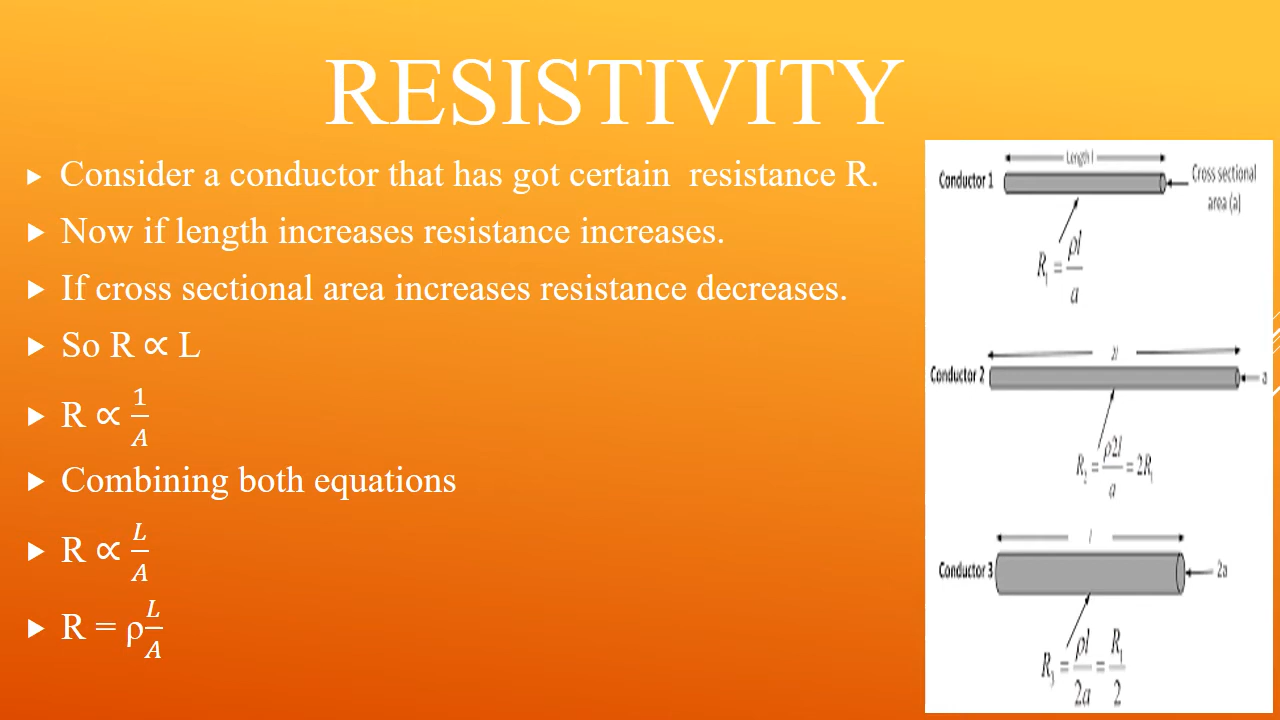 RESISTIVITY
Consider a conductor that has got certain resistance R.
Now if length increases resistance increases.
If cross sectional area increases resistance decreases.
So R ∝ L
R ∝ 1/A
Combining both equations
R ∝ L/A
R = ρL/A
Length l
Conductor 1
Cross sectional
area (a)
R₁ = ρl/a
2l
Conductor 2
a
R₂ = ρ2l/a = 2R₁
l
Conductor 3
2a
R₃ = ρl/2a = R₁/2